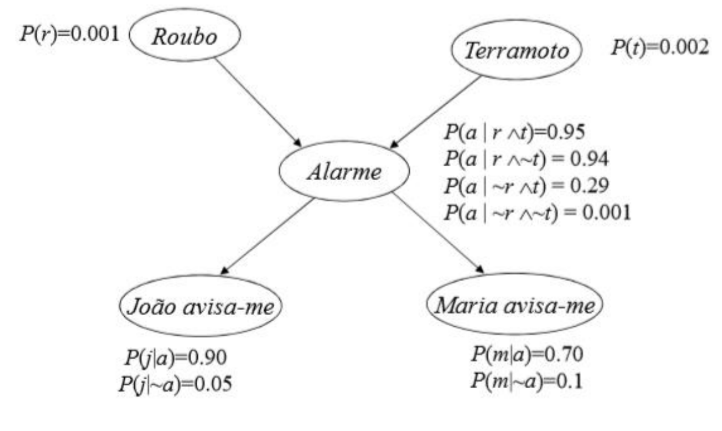 P(r)=0.001
Roubo
Terramoto
P(t)=0.002
P(a | r ∧t)=0.95
P(a | r ∧~t) = 0.94
P(a | ~r ∧t) = 0.29
P(a | ~r ∧~t) = 0.001
Alarme
João avisa-me
Maria avisa-me
P(j|a)=0.90
P(j|~a)=0.05
P(m|a)=0.70
P(m|~a)=0.1